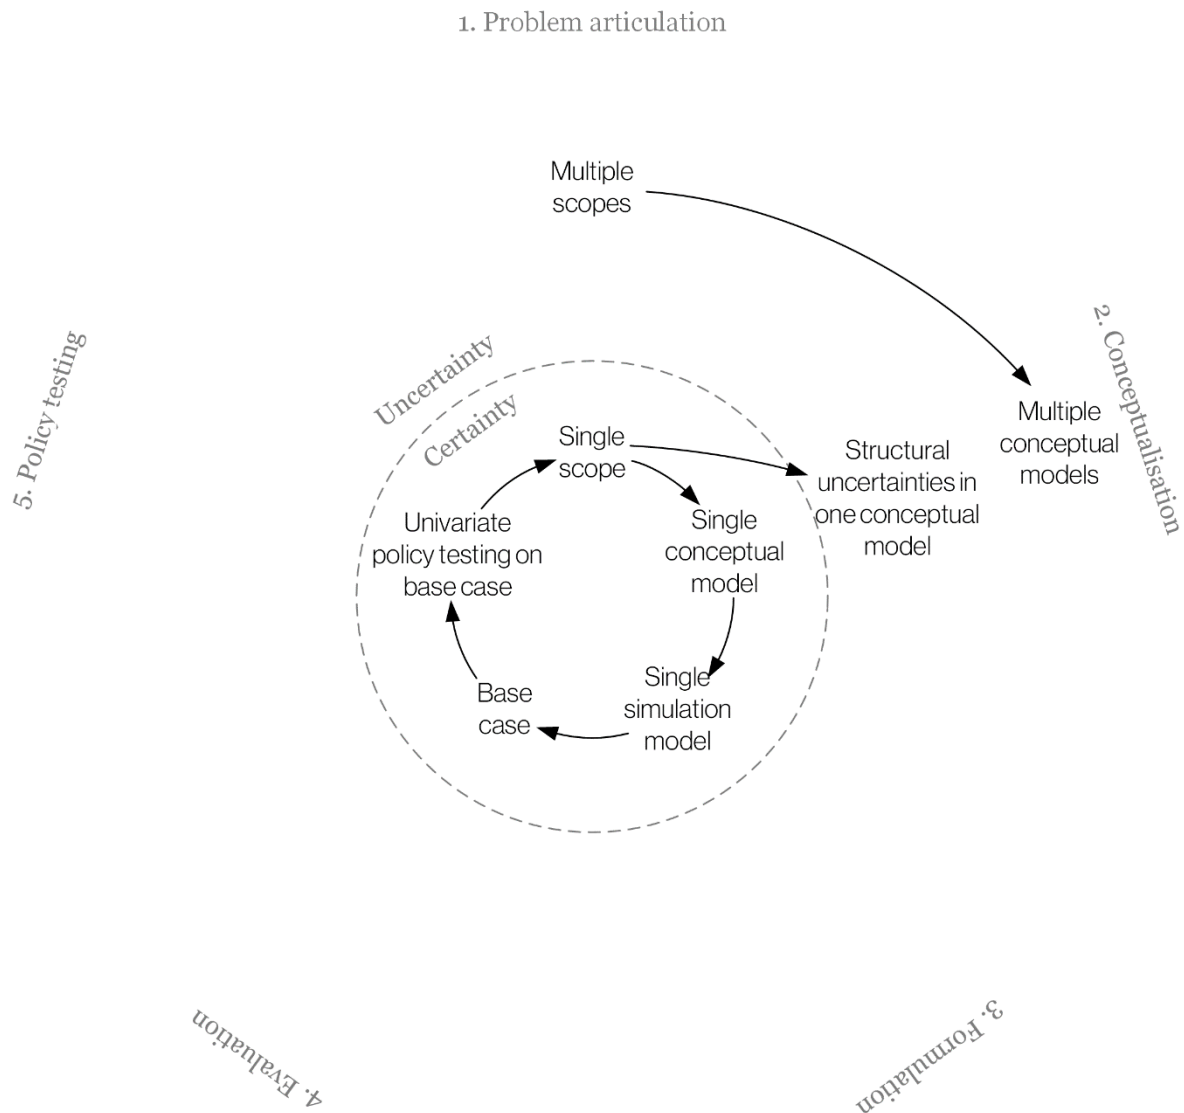 1. Problem articulation
Multiple
scopes
2. Conceptualisation
Multiple
conceptual
models
Structural
uncertainties in
one conceptual
model
Uncertainty
Certainty
Single
scope
Single
conceptual
model
Single
simulation
model
Base
case
Univariate
policy testing on
base case
3. Formulation
4. Evaluation
5. Policy testing